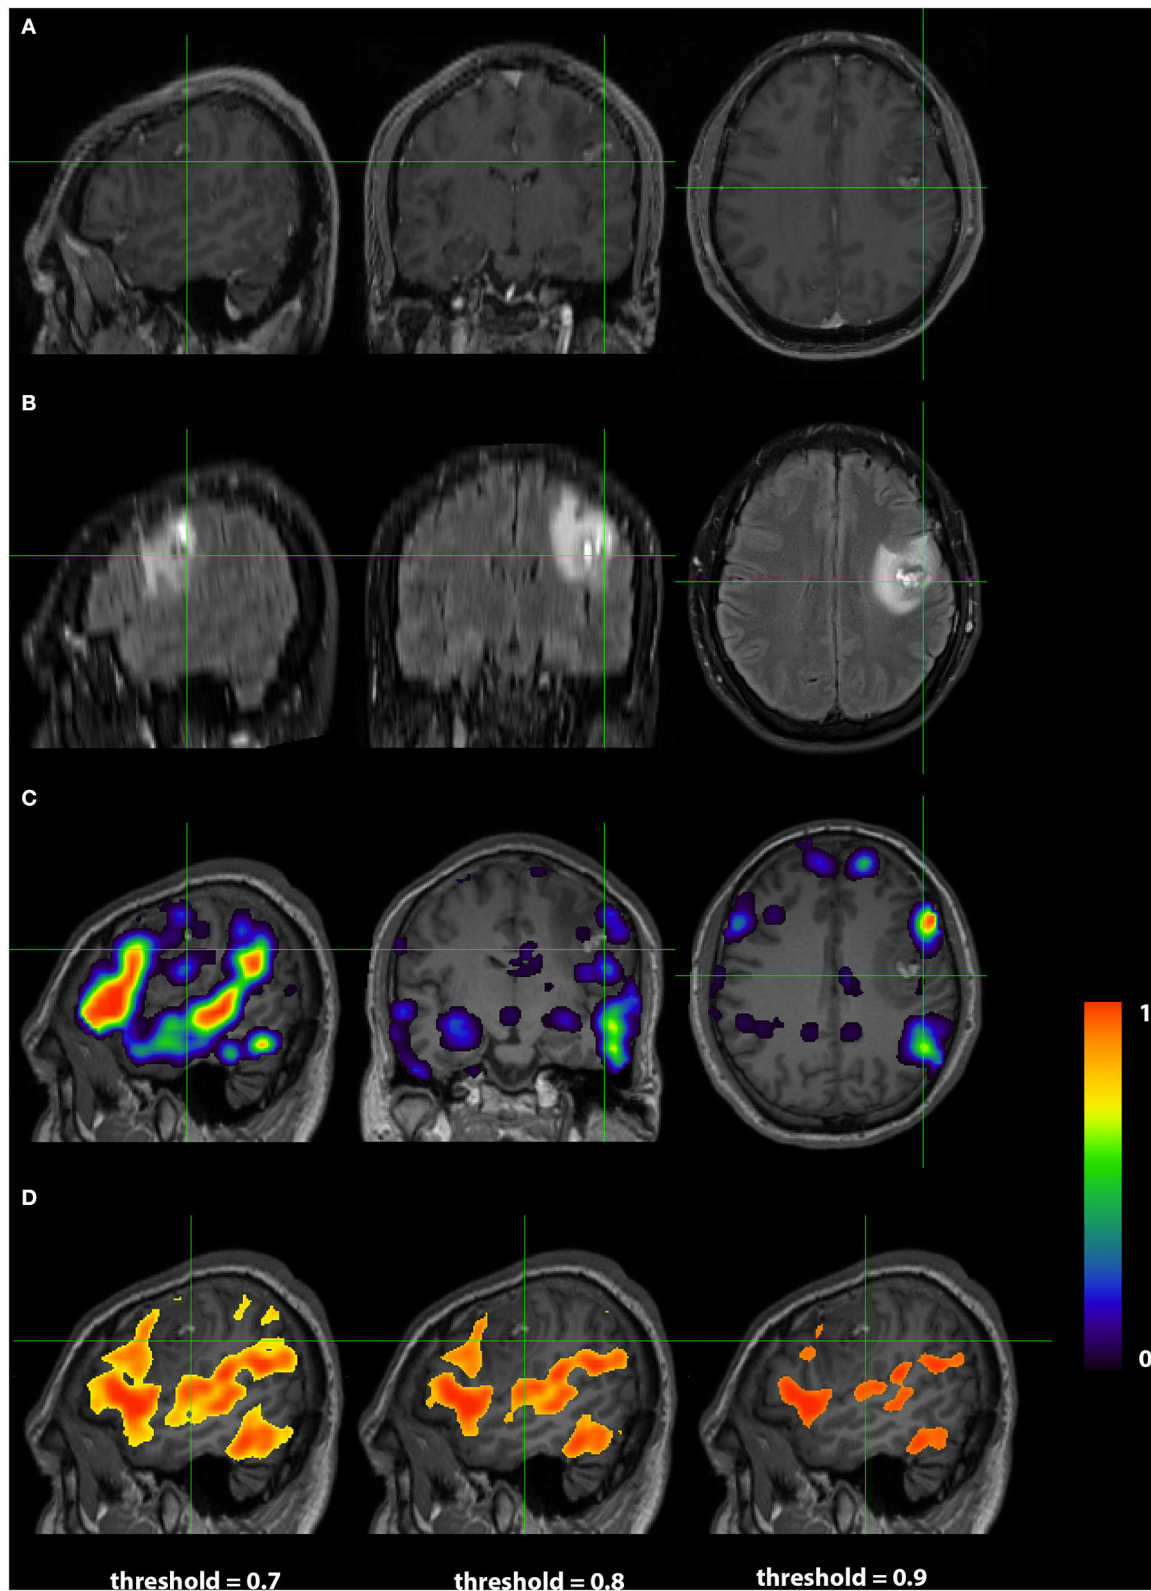 A
B
C
1
0
D
threshold = 0.7
threshold = 0.8
threshold = 0.9